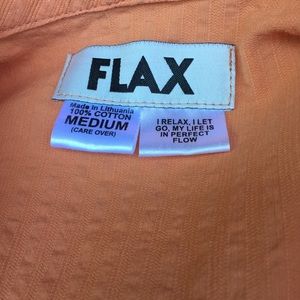 FLAX
Made in Lithuania
100% COTTON
MEDIUM
(CARE OVER)
I RELAX, I LET
GO, MY LIFE IS
IN PERFECT
FLOW